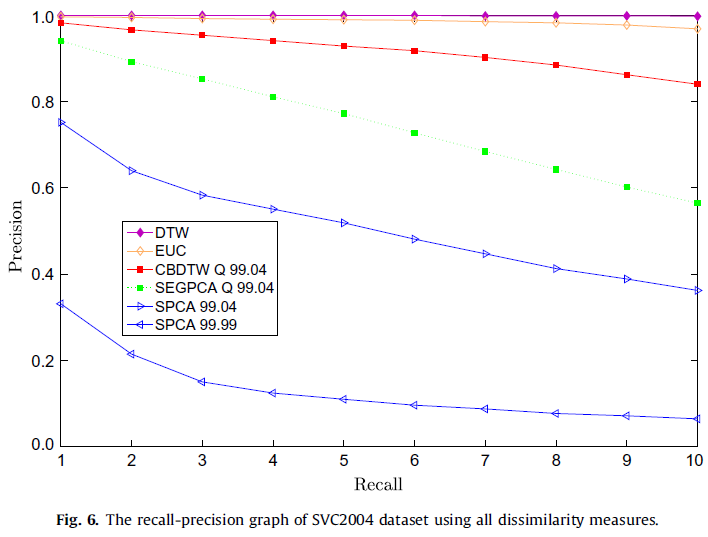 1.0
0.8
0.6
0.4
0.2
0.0
Precision
DTW
EUC
CBDTW Q 99.04
SEGPCA Q 99.04
SPCA 99.04
SPCA 99.99
1 2 3 4 5 6 7 8 9 10
Recall
Fig. 6. The recall-precision graph of SVC2004 dataset using all dissimilarity measures.